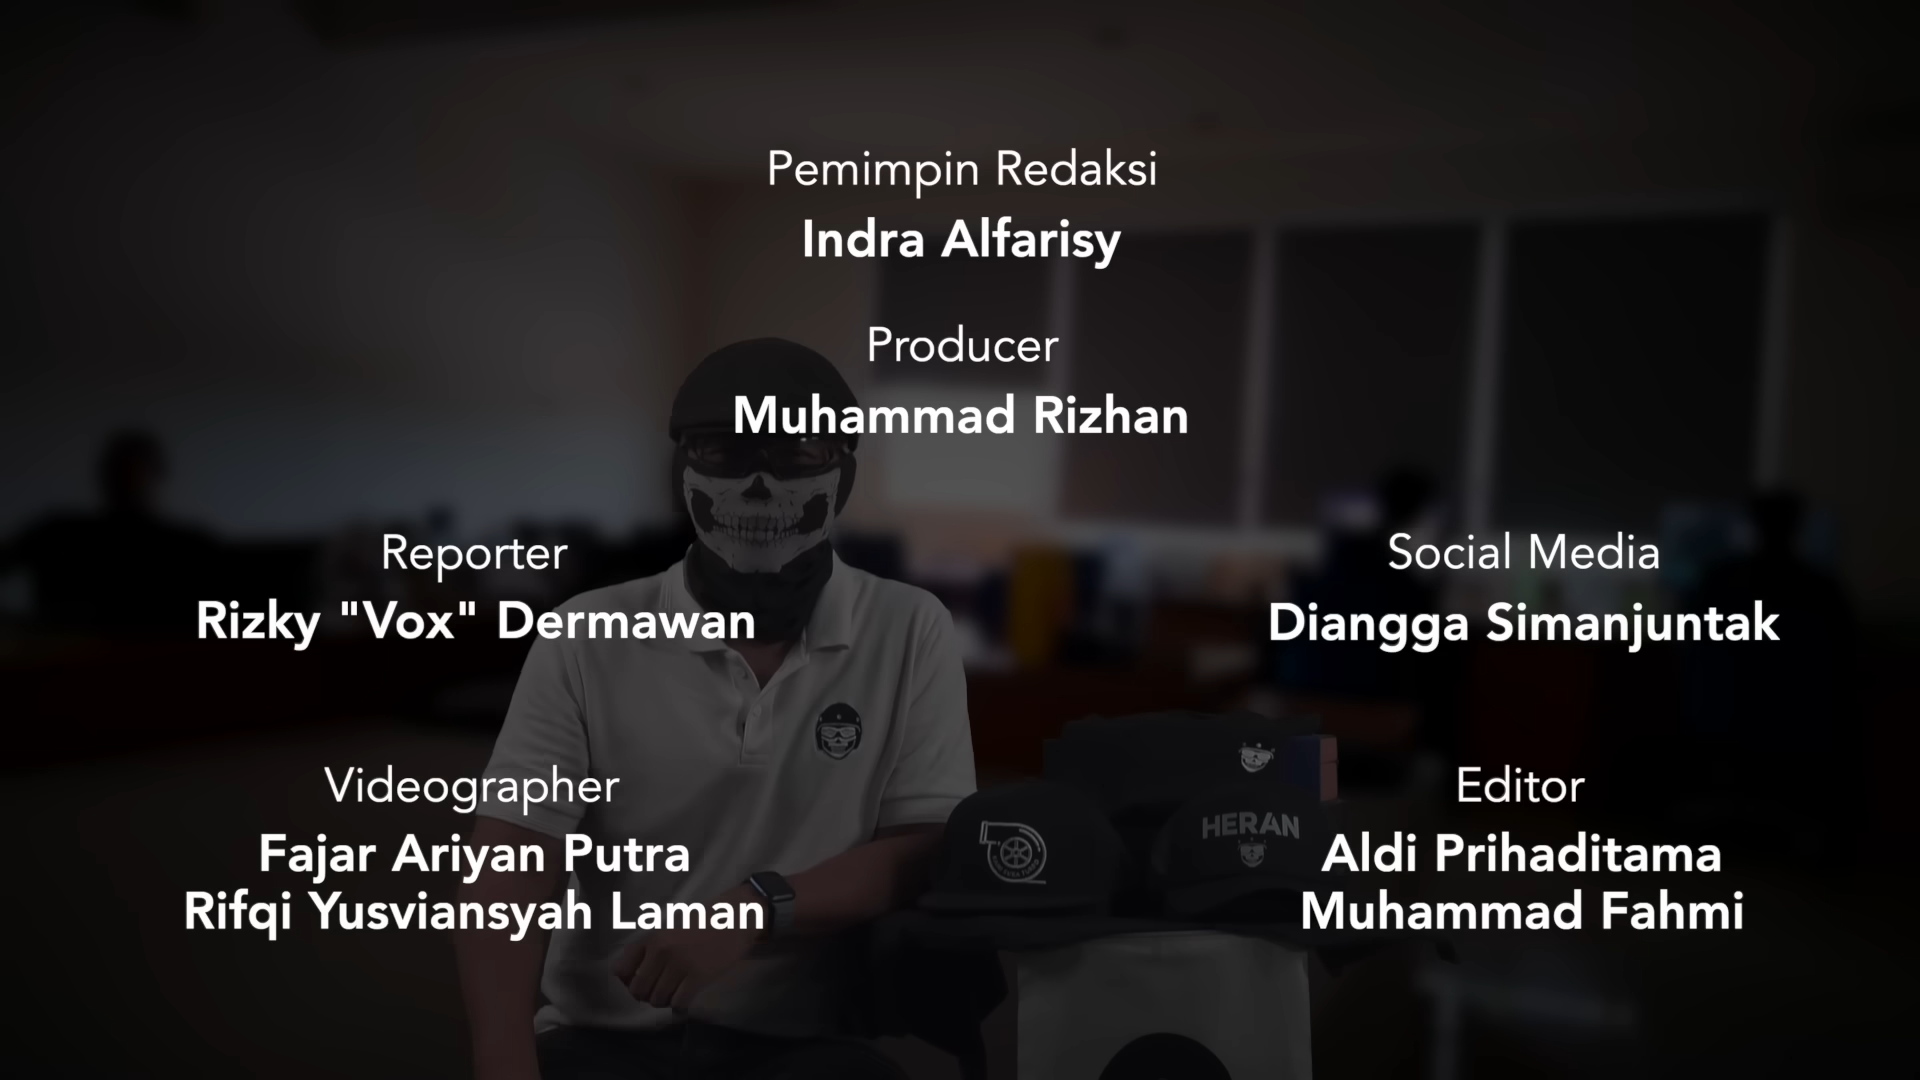 Pemimpin Redaksi
Indra Alfarisy
Producer
Muhammad Rizhan
Reporter
Rizky "Vox" Dermawan
Social Media
Diangga Simanjuntak
Videographer
Fajar Ariyan Putra
Rifqi Yusviansyah Laman
Editor
Aldi Prihaditama
Muhammad Fahmi
HERAN